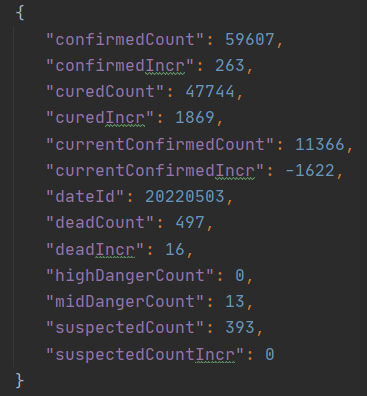 {
"confirmedCount": 59607,
"confirmedIncr": 263,
"curedCount": 47744,
"curedIncr": 1869,
"currentConfirmedCount": 11366,
"currentConfirmedIncr": -1622,
"dateId": 20220503,
"deadCount": 497,
"deadIncr": 16,
"highDangerCount": 0,
"midDangerCount": 13,
"suspectedCount": 393,
"suspectedCountIncr": 0
}